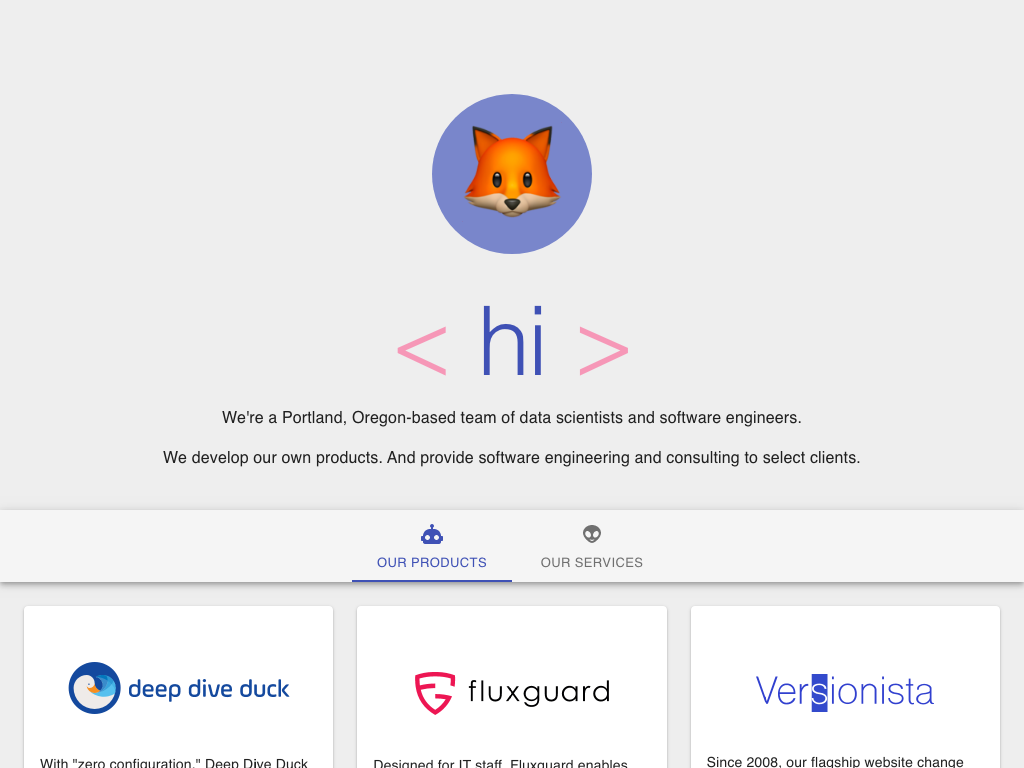 < hi >
We're a Portland, Oregon-based team of data scientists and software engineers.
We develop our own products. And provide software engineering and consulting to select clients.
OUR PRODUCTS
OUR SERVICES
deep dive duck
fluxguard
Versionista
With "zero configuration," Deep Dive Duck
Designed for IT staff, Fluxguard enables
Since 2008, our flagship website change